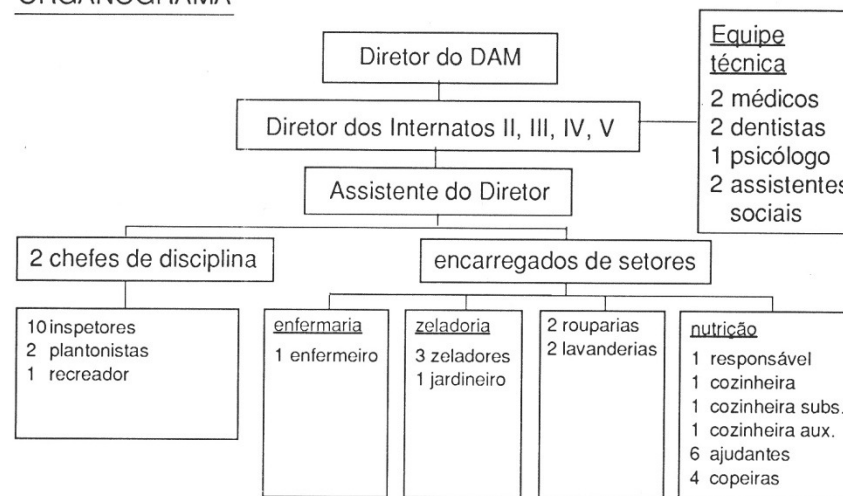 ORGANOGRAMA
Diretor do DAM
Diretor dos Internatos II, III, IV, V
Equipe
técnica
2 médicos
2 dentistas
1 psicólogo
2 assistentes
sociais
Assistente do Diretor
2 chefes de disciplina
encarregados de setores
10 inspetores
2 plantonistas
1 recreador
enfermaria
1 enfermeiro
zeladoria
3 zeladores
1 jardineiro
2 rouparias
2 lavanderias
nutrição
1 responsável
1 cozinheira
1 cozinheira subs.
1 cozinheira aux.
6 ajudantes
4 copeiras